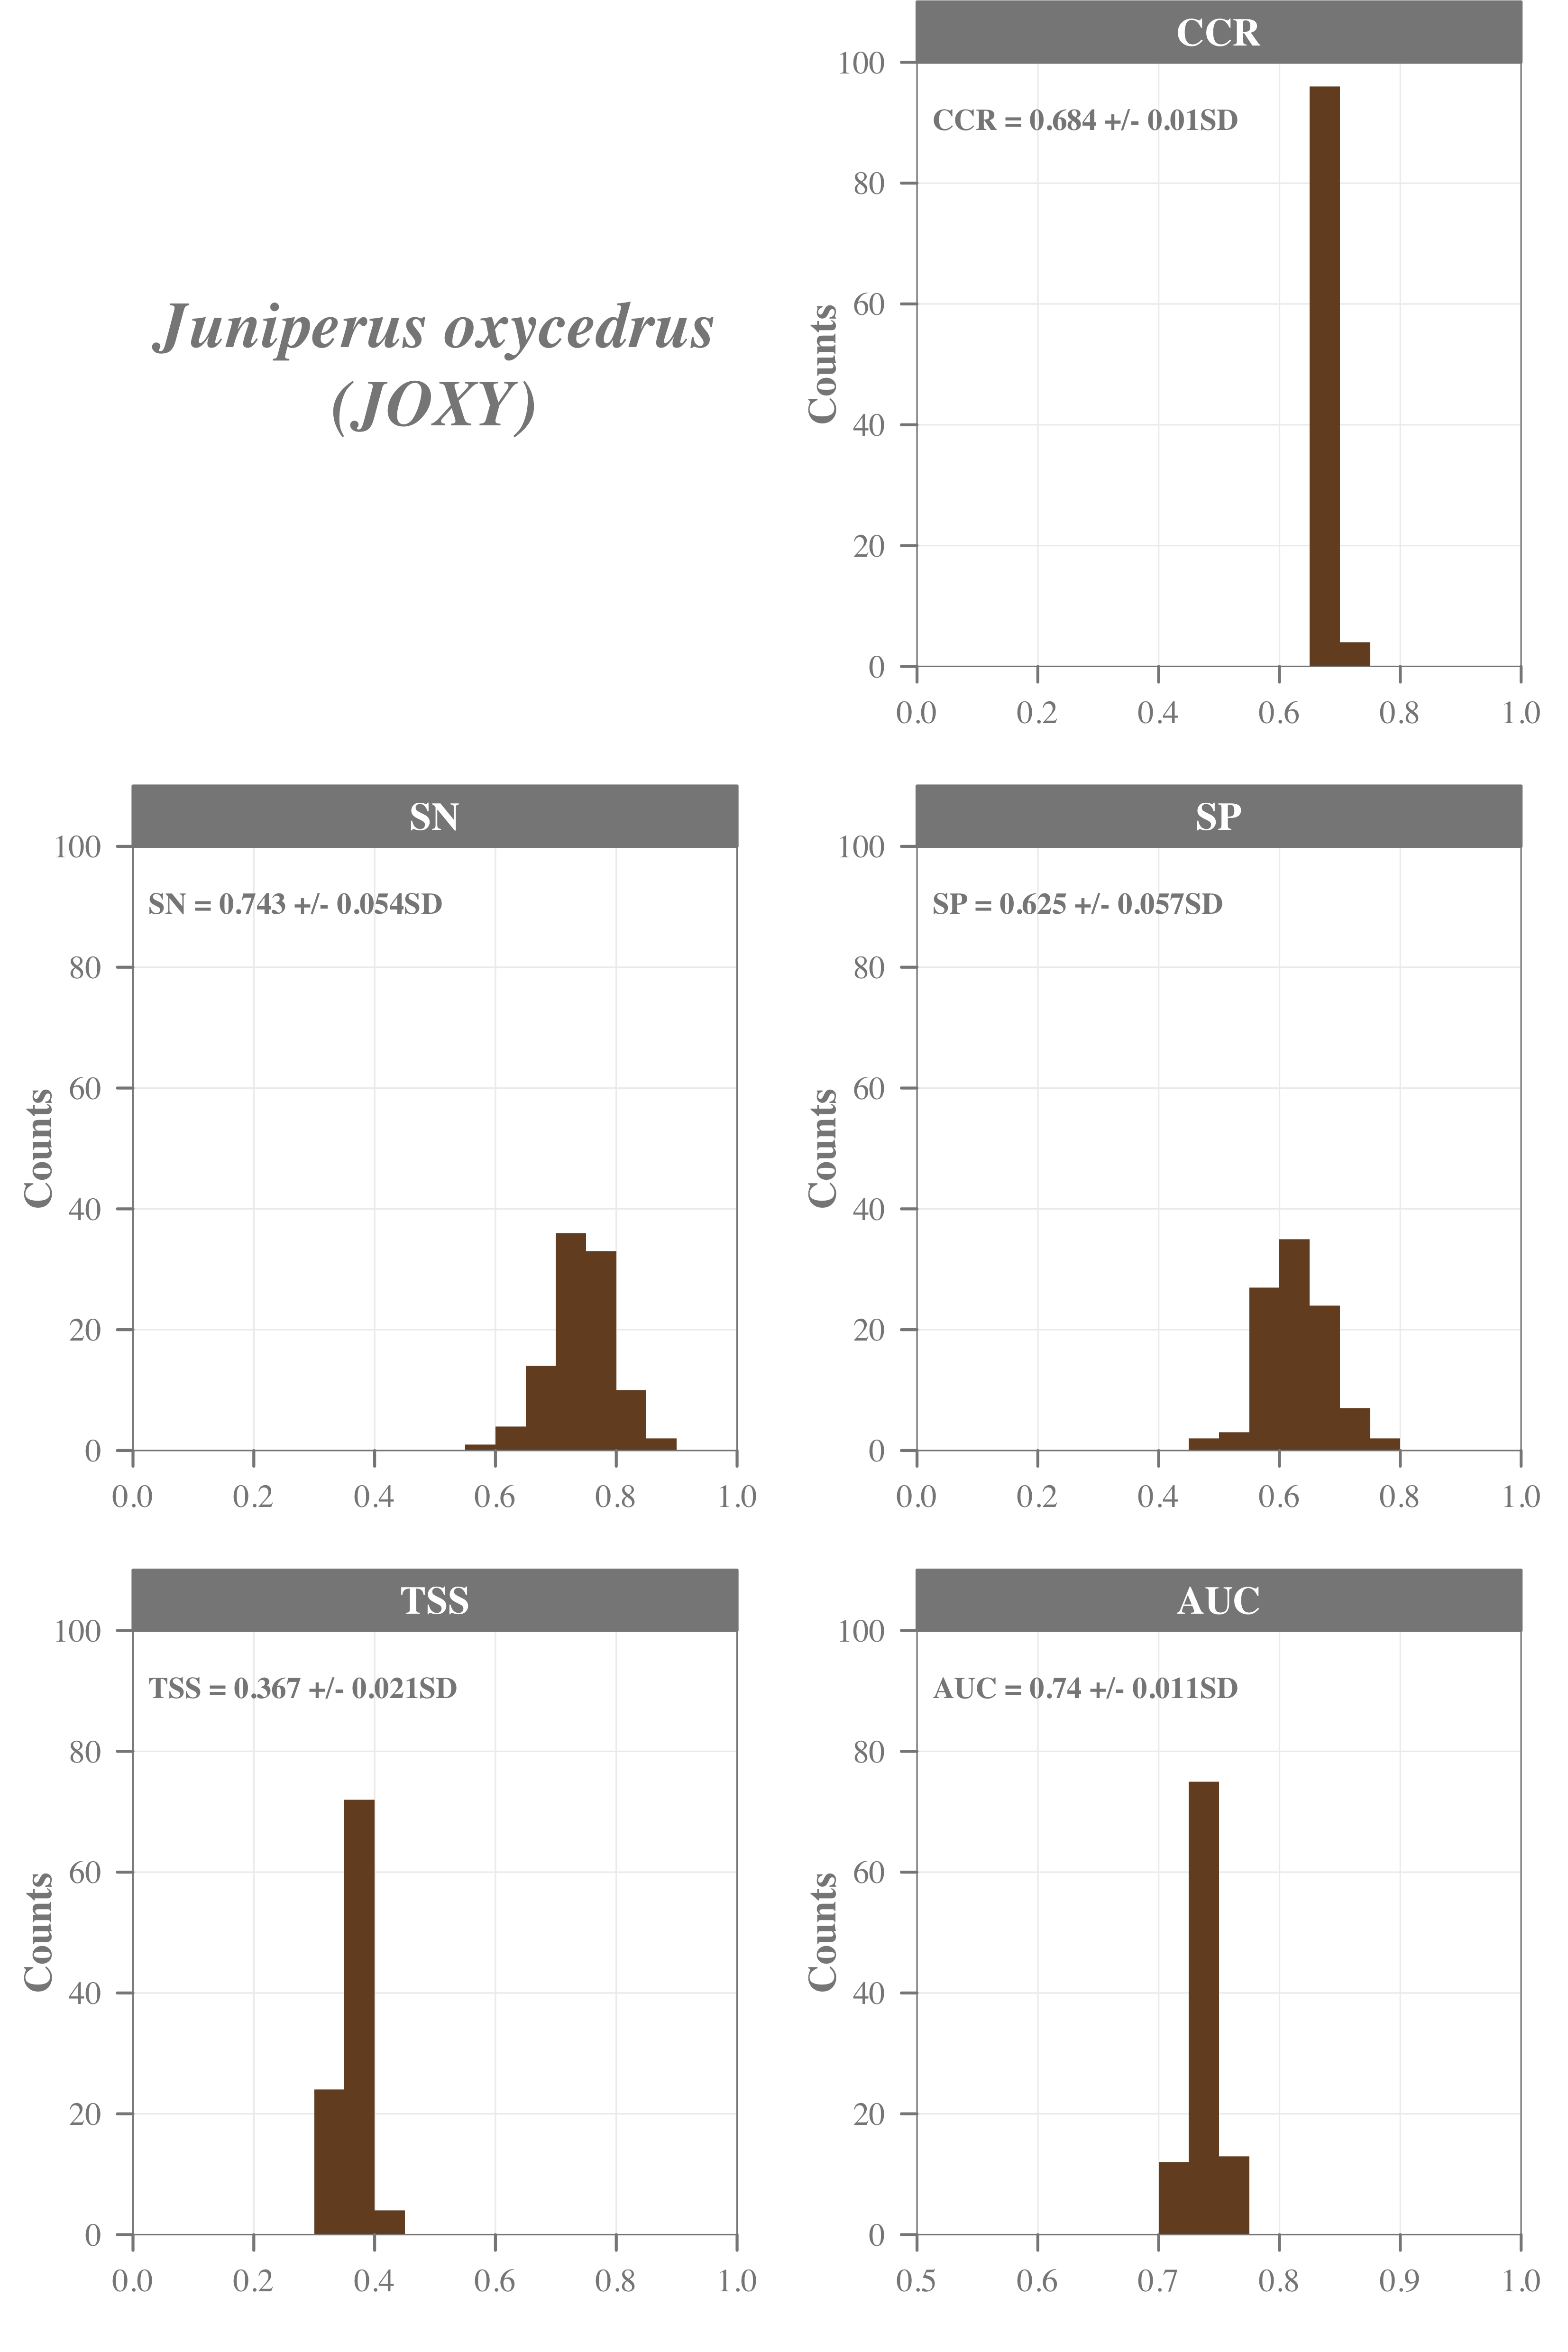 Juniperus oxycedrus
(JOXY)
CCR
CCR = 0.684 +/- 0.01SD
Counts
100
80
60
40
20
0
0.0 0.2 0.4 0.6 0.8 1.0
SN
SN = 0.743 +/- 0.054SD
Counts
100
80
60
40
20
0
0.0 0.2 0.4 0.6 0.8 1.0
SP
SP = 0.625 +/- 0.057SD
Counts
100
80
60
40
20
0
0.0 0.2 0.4 0.6 0.8 1.0
TSS
TSS = 0.367 +/- 0.021SD
Counts
100
80
60
40
20
0
0.0 0.2 0.4 0.6 0.8 1.0
AUC
AUC = 0.74 +/- 0.011SD
Counts
100
80
60
40
20
0
0.5 0.6 0.7 0.8 0.9 1.0